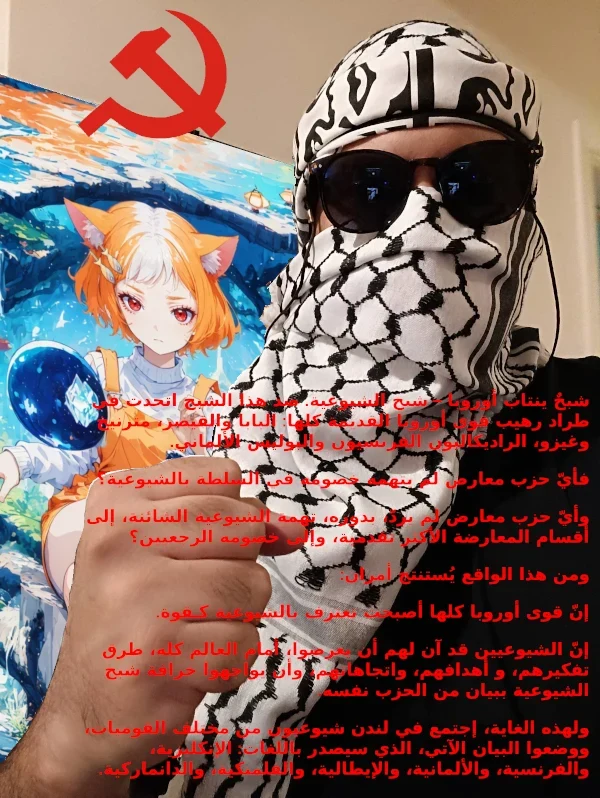 شبحٌ ينتاب أوروبا - شبح الشيوعية. ضد هذا الشبح اتحدت في
طراد رهيب قوى أوروبا القديمة كلها: البابا والقيصر، مترنيخ
وغيزو، الراديكاليون الفرنسيون والبوليس الألماني.
فأيّ حزب معارض لم يتهمه خصومه في السلطة بالشيوعية؟
وأيّ حزب معارض لم يردّ، بدوره، تهمة الشيوعية الشائنة، إلى
أقسام المعارضة الأكثر تقدمية، وإلى خصومه الرجعيين؟
ومن هذا الواقع يُستنتج أمران:
إنّ قوى أوروبا كلها أصبحت تعترف بالشيوعية كـقوة.
إنّ الشيوعيين قد آن لهم أن يعرضوا، أمام العالم كله، طرق
تفكيرهم، و أهدافهم، واتجاهاتهم، وأن يواجهوا خرافة شبح
الشيوعية ببيان من الحزب نفسه
ولهذه الغاية، إجتمع في لندن شيوعيون من مختلف القوميات،
ووضعوا البيان الآتي، الذي سيصدر باللغات: الإنكليزية،
والفرنسية، والألمانية، والإيطالية، والفلمنكية، والدانماركية.